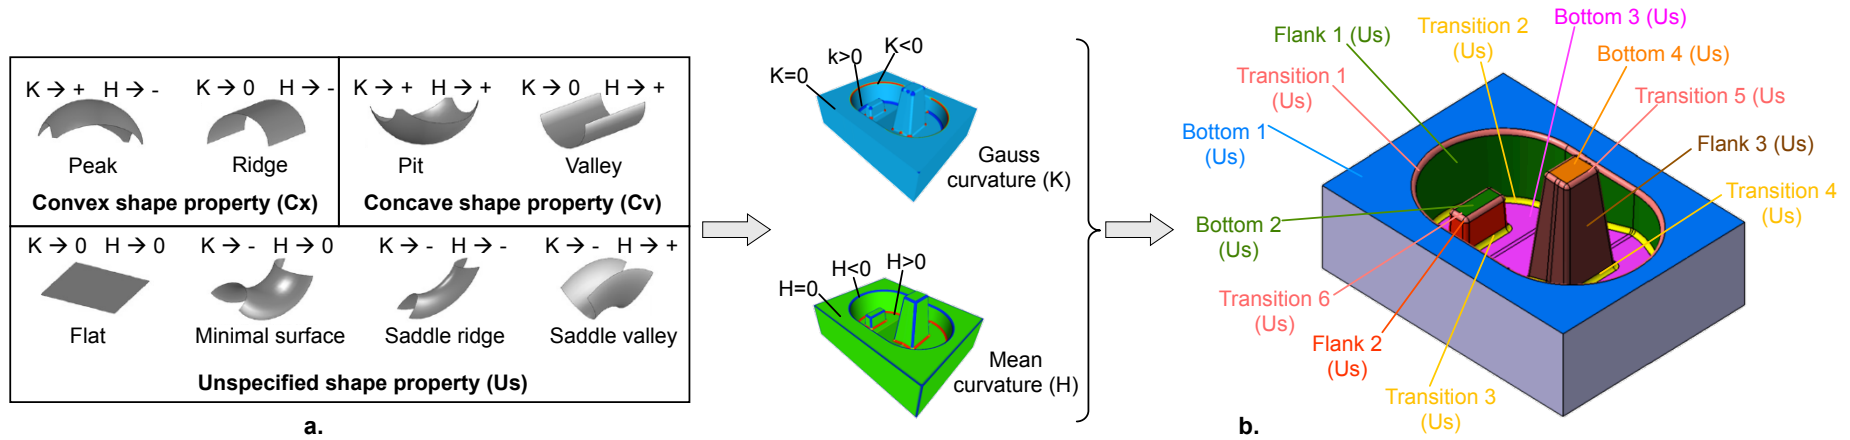 K → + H → -
K → 0 H → -
K → + H → +
K → 0 H → +
Peak
Ridge
Pit
Valley
Convex shape property (Cx)
Concave shape property (Cv)
K → 0 H → 0
K → - H → 0
K → - H → -
K → - H → +
Flat
Minimal surface
Saddle ridge
Saddle valley
Unspecified shape property (Us)
a.
K=0
k>0
K<0
Gauss
curvature (K)
H=0
H<0
H>0
Mean
curvature (H)
Flank 1 (Us)
Transition 2
(Us)
Bottom 3 (Us)
Bottom 4 (Us)
Transition 1
(Us)
Transition 5 (Us
Bottom 1
(Us)
Flank 3 (Us)
Transition 4
(Us)
Bottom 2
(Us)
Transition 6
(Us)
Flank 2
(Us)
Transition 3
(Us)
b.